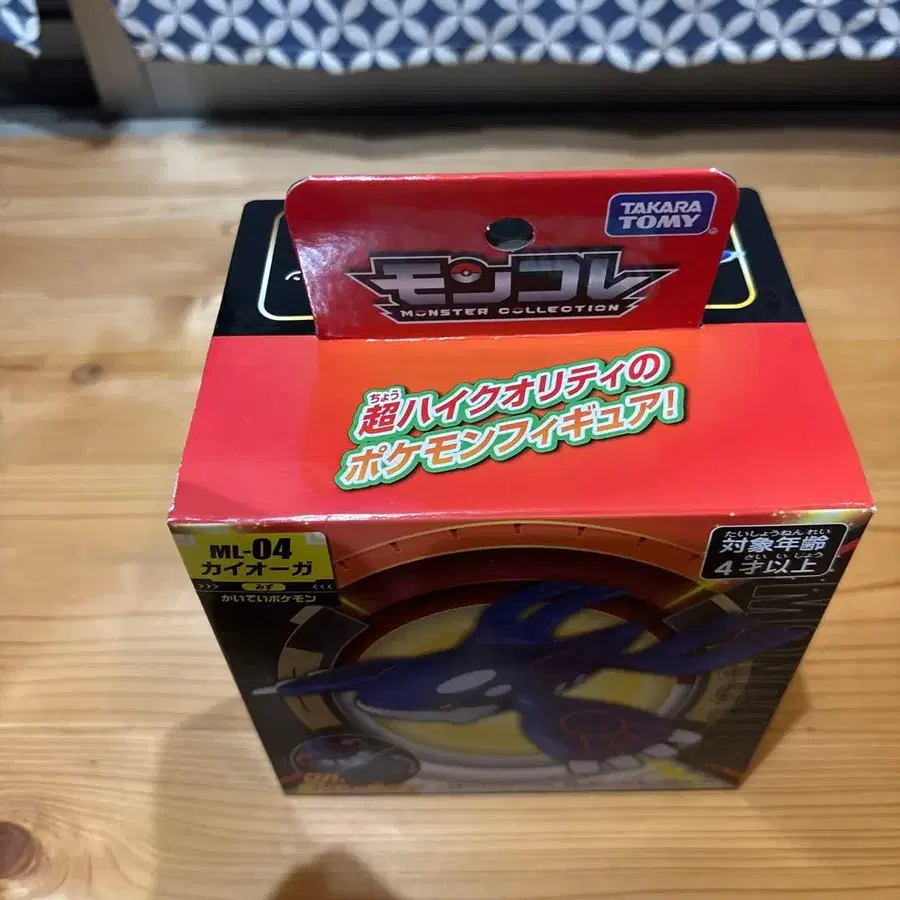 TAKARA
TOMY
モンコレ
MONSTER COLLECTION
ちょう
超ハイクオリティの
ポケモンフィギュア!
ML-04
カイオーガ
>>> みず <<<
かいていポケモン
たいしょうねんれい
対象年齢
さいいじょう
4才以上